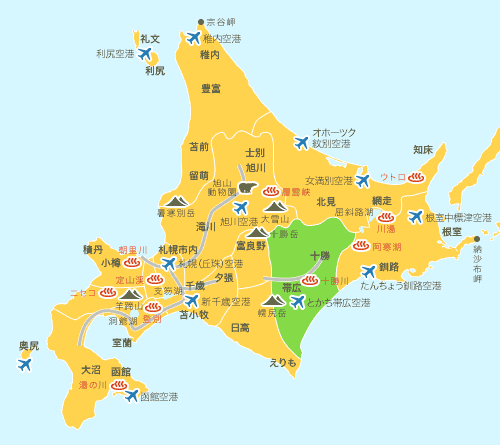 宗谷岬
礼文
稚内空港
利尻空港
稚内
利尻
豊富
オホーツク
紋別空港
苫前
士別
旭川
知床
留萌
旭山
動物園
層雲峡
女満別空港
ウトロ
暑寒別岳
北見
網走
旭川空港
大雪山
屈斜路湖
根室中標津空港
滝川
十勝岳
川湯
根室
積丹
朝里川
札幌市内
富良野
阿寒湖
納沙布岬
小樽
札幌(丘珠)空港
十勝
釧路
定山渓
夕張
ニセコ
支笏湖
千歳
帯広
十勝川
たんちょう釧路空港
羊蹄山
新千歳空港
幌尻岳
とかち帯広空港
洞爺湖
登別
苫小牧
日高
室蘭
奥尻
えりも
大沼
函館
湯の川
函館空港